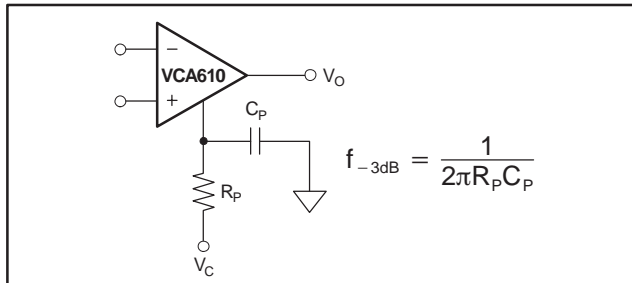 −
VCA610
+
V_O
C_P
R_P
V_C
f_{−3dB} = 1 / 2πR_PC_P